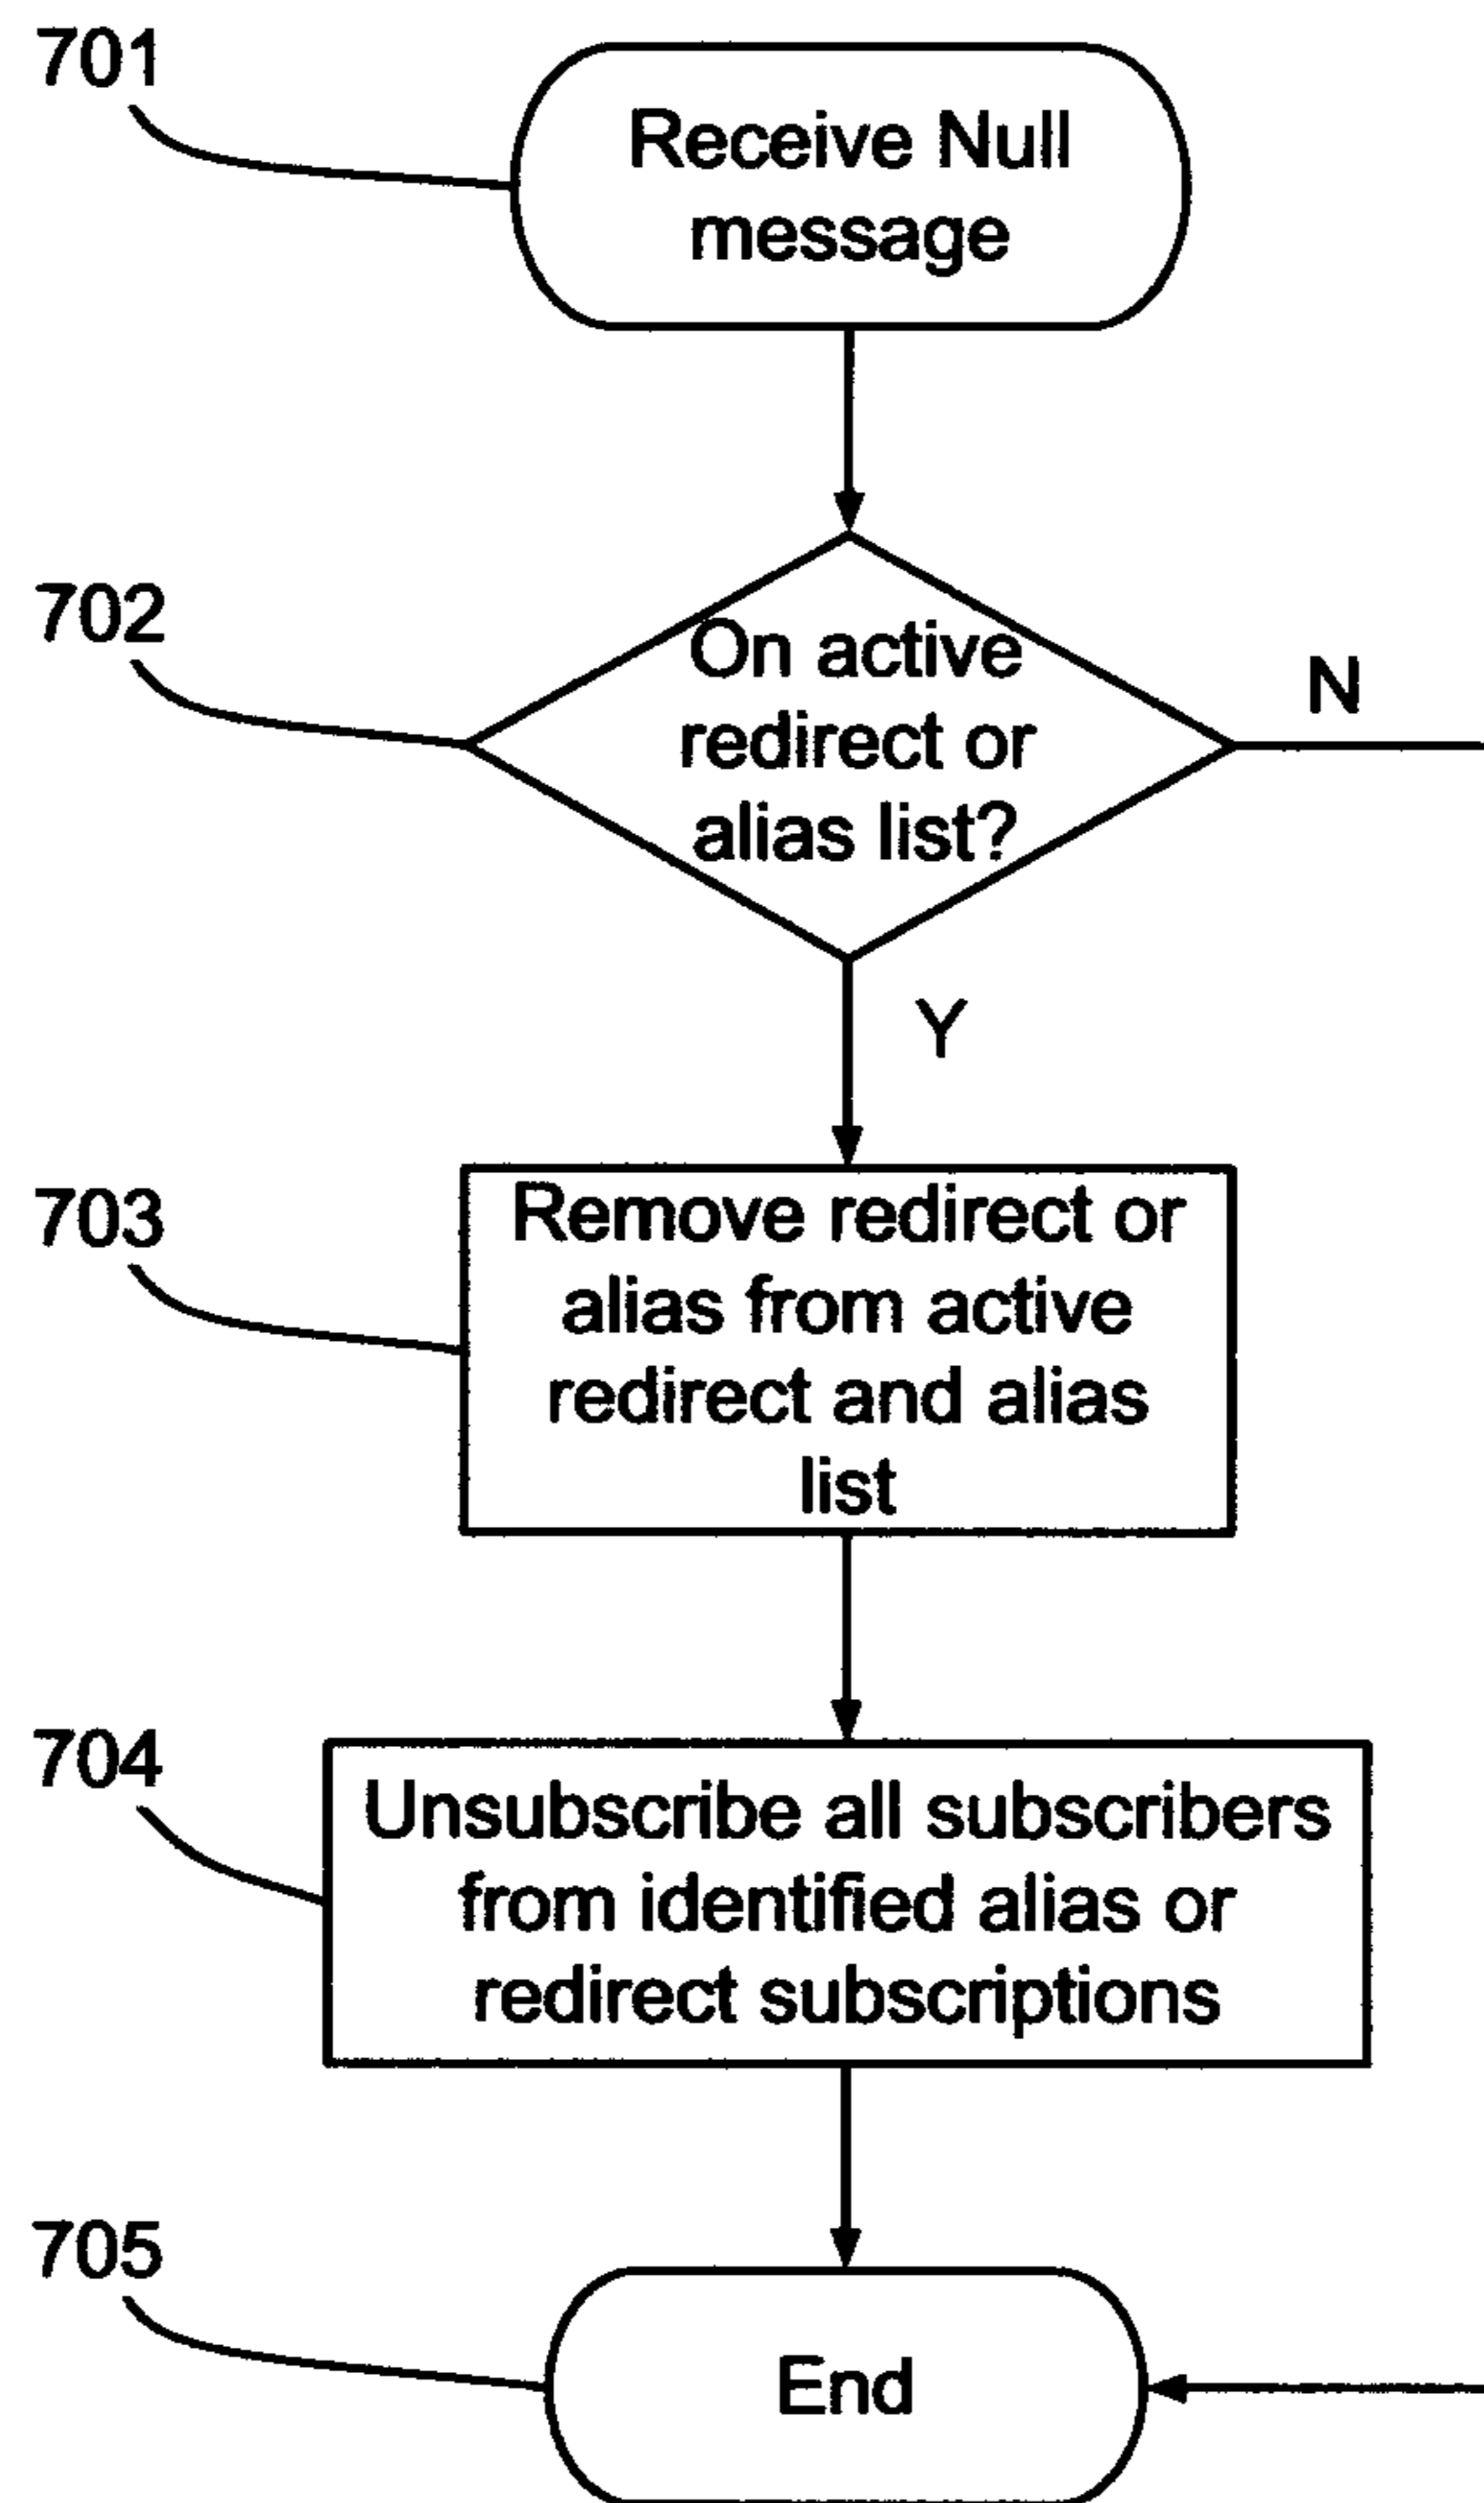 701
Receive Null
message
702
On active
redirect or
alias list?
N
Y
703
Remove redirect or
alias from active
redirect and alias
list
704
Unsubscribe all subscribers
from identified alias or
redirect subscriptions
705
End